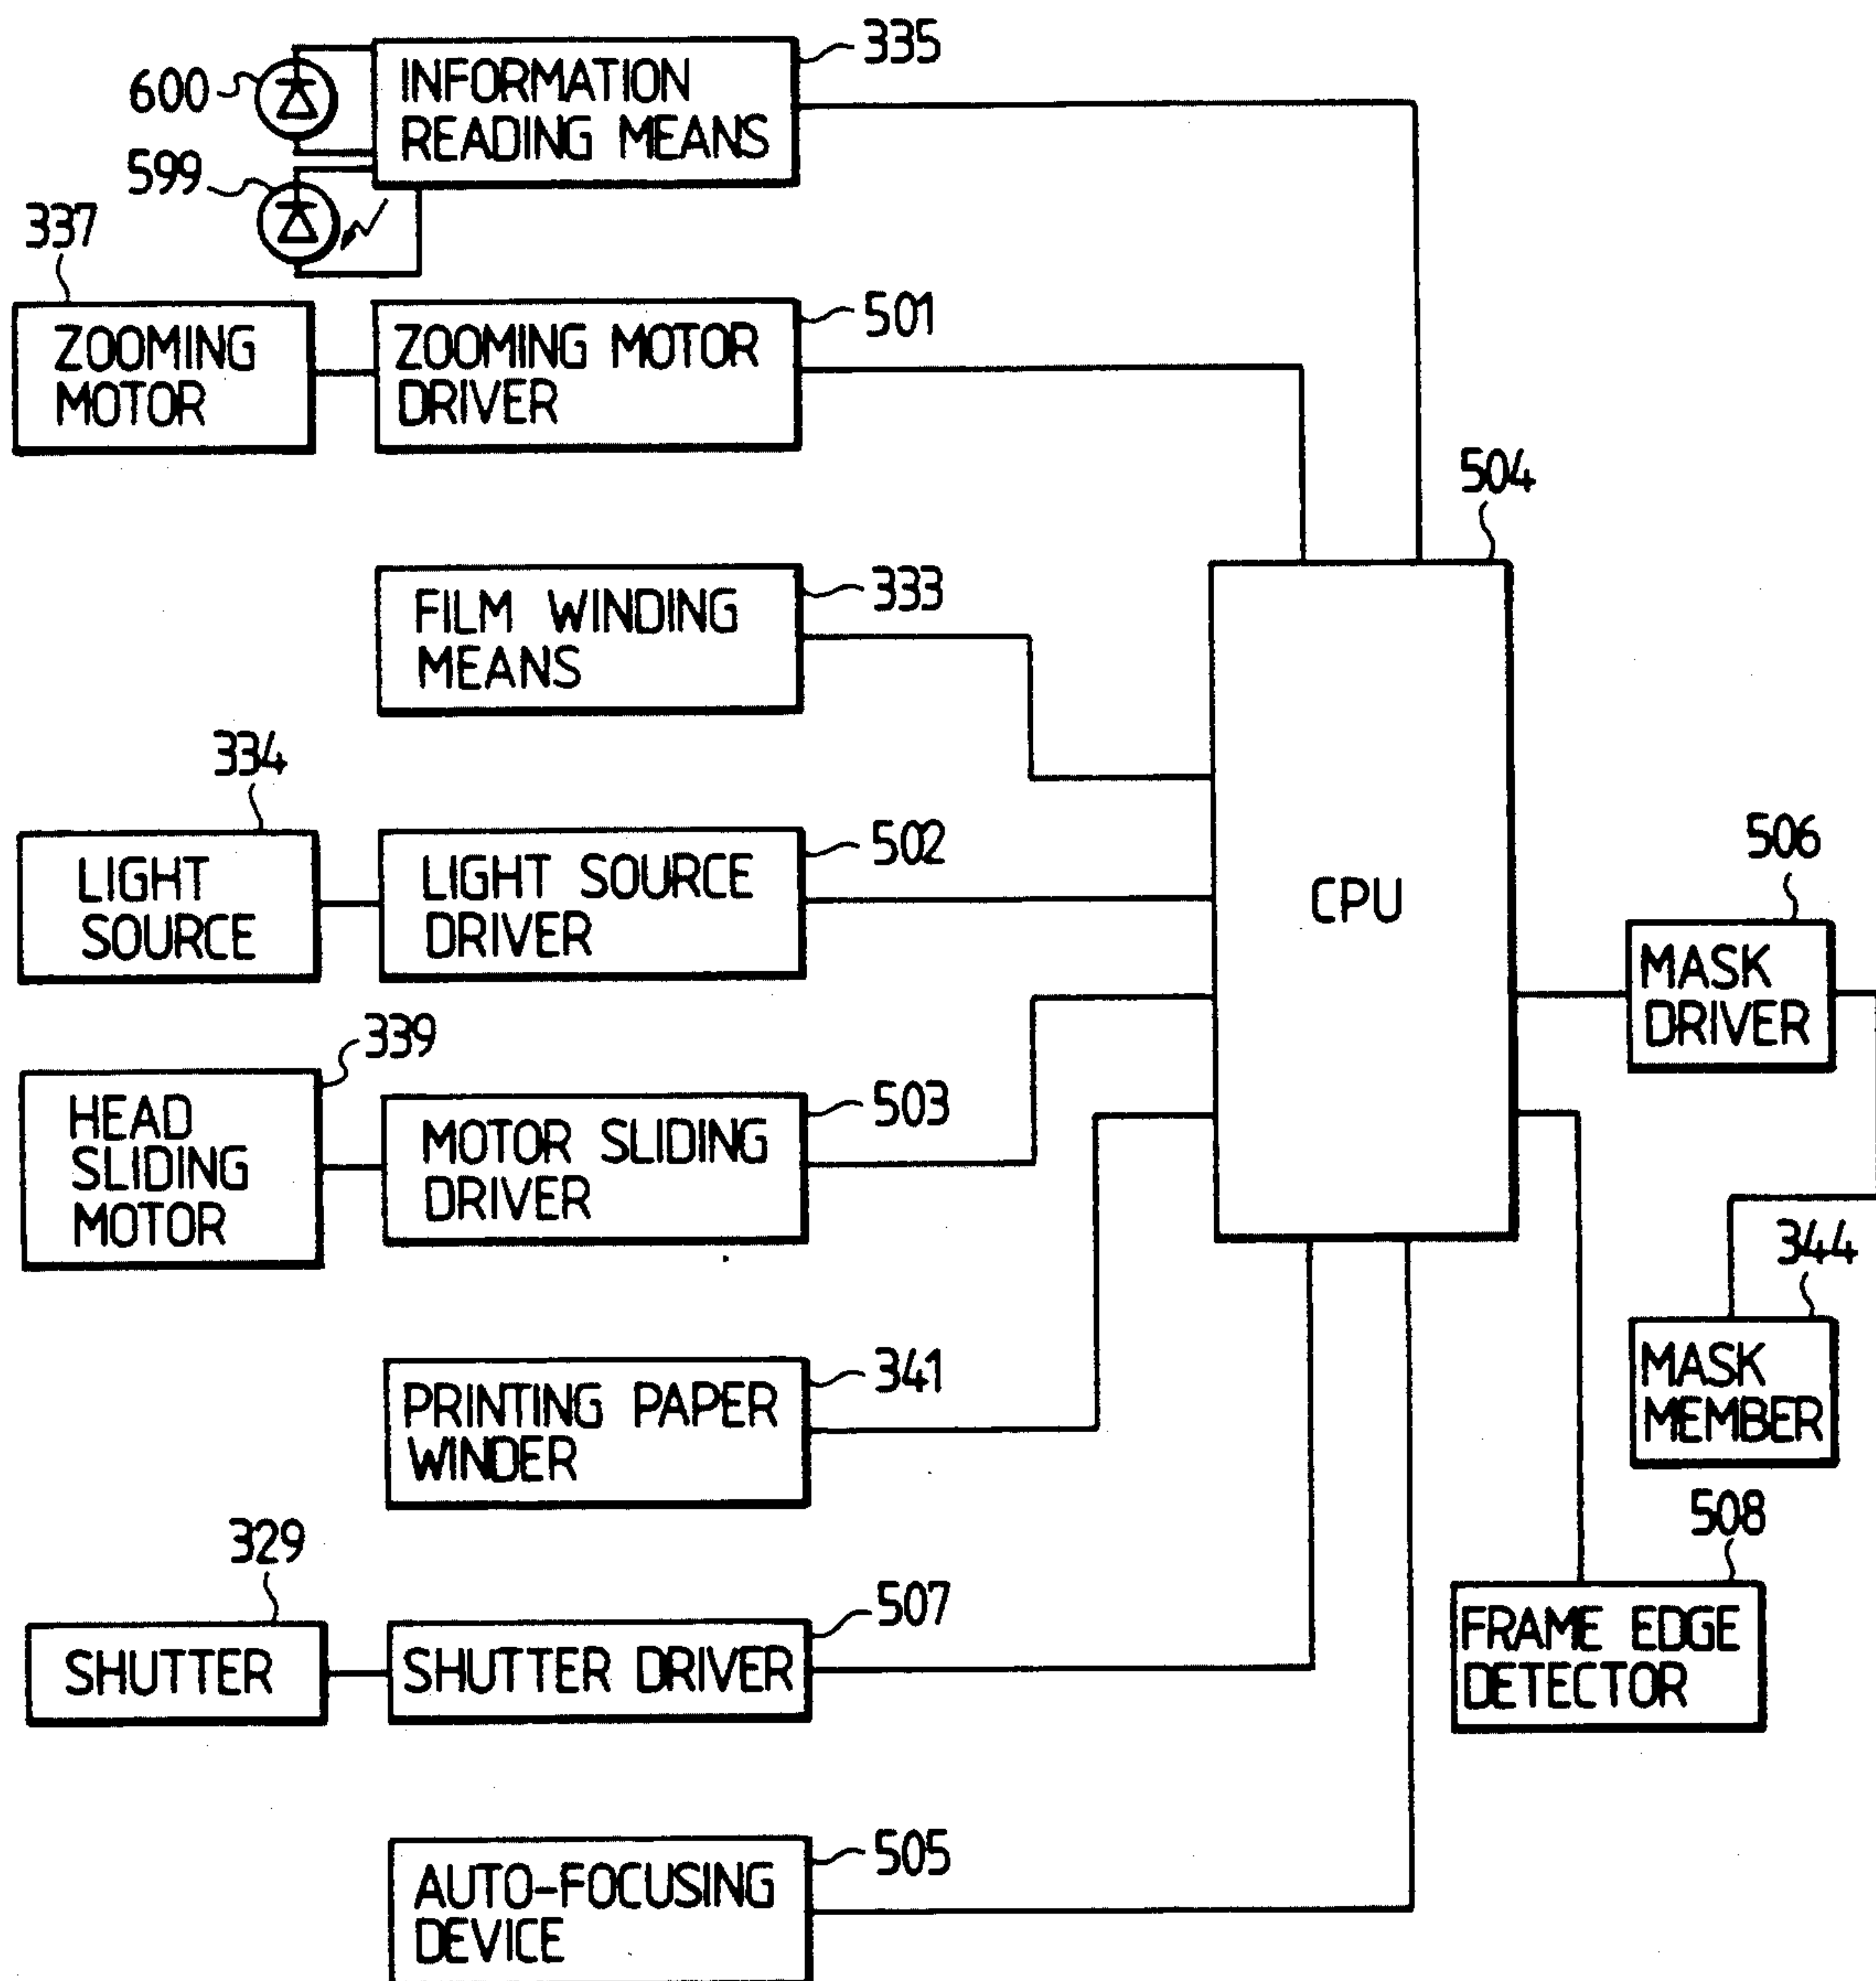 600
INFORMATION
READING MEANS
335
599
337
ZOOMING
MOTOR
ZOOMING MOTOR
DRIVER
501
504
CPU
FILM WINDING
MEANS
333
334
LIGHT
SOURCE
LIGHT SOURCE
DRIVER
502
506
MASK
DRIVER
339
HEAD
SLIDING
MOTOR
MOTOR SLIDING
DRIVER
503
344
MASK
MEMBER
PRINTING PAPER
WINDER
341
508
FRAME EDGE
DETECTOR
329
SHUTTER
SHUTTER DRIVER
507
AUTO-FOCUSING
DEVICE
505